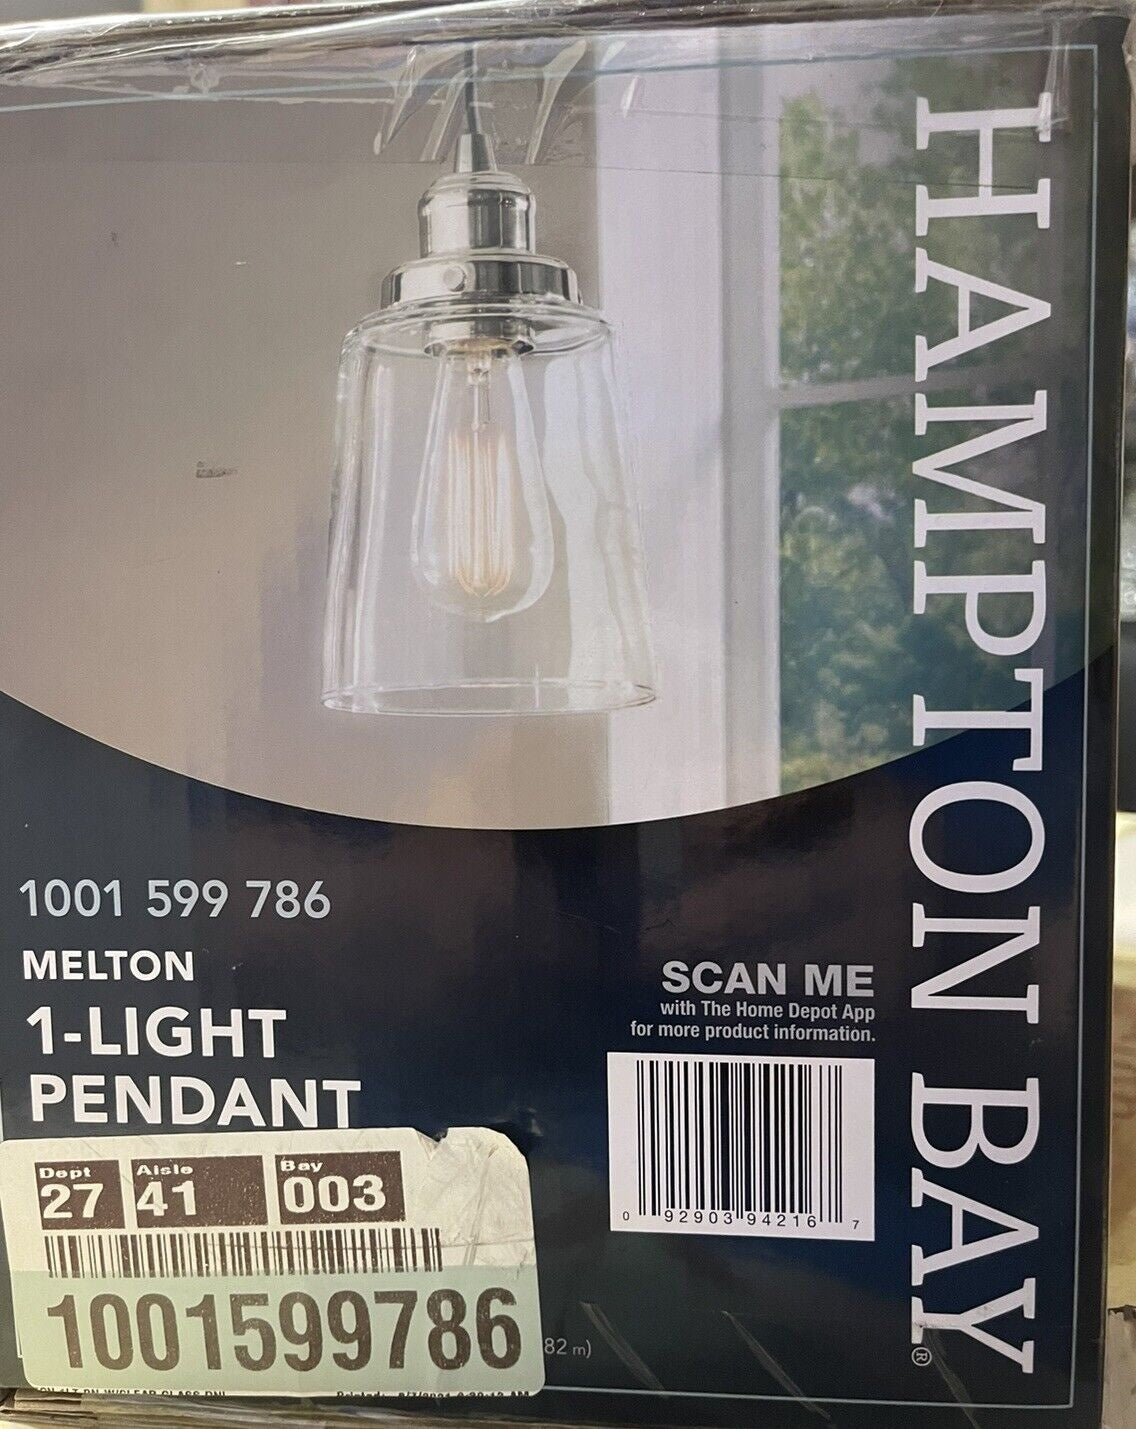 HAMPTON BAY®
1001 599 786
MELTON
1-LIGHT
PENDANT
SCAN ME
with The Home Depot App
for more product information.
0 92903 94216 7
Dept Aisle Bay
27 41 003
1001599786
82 m)